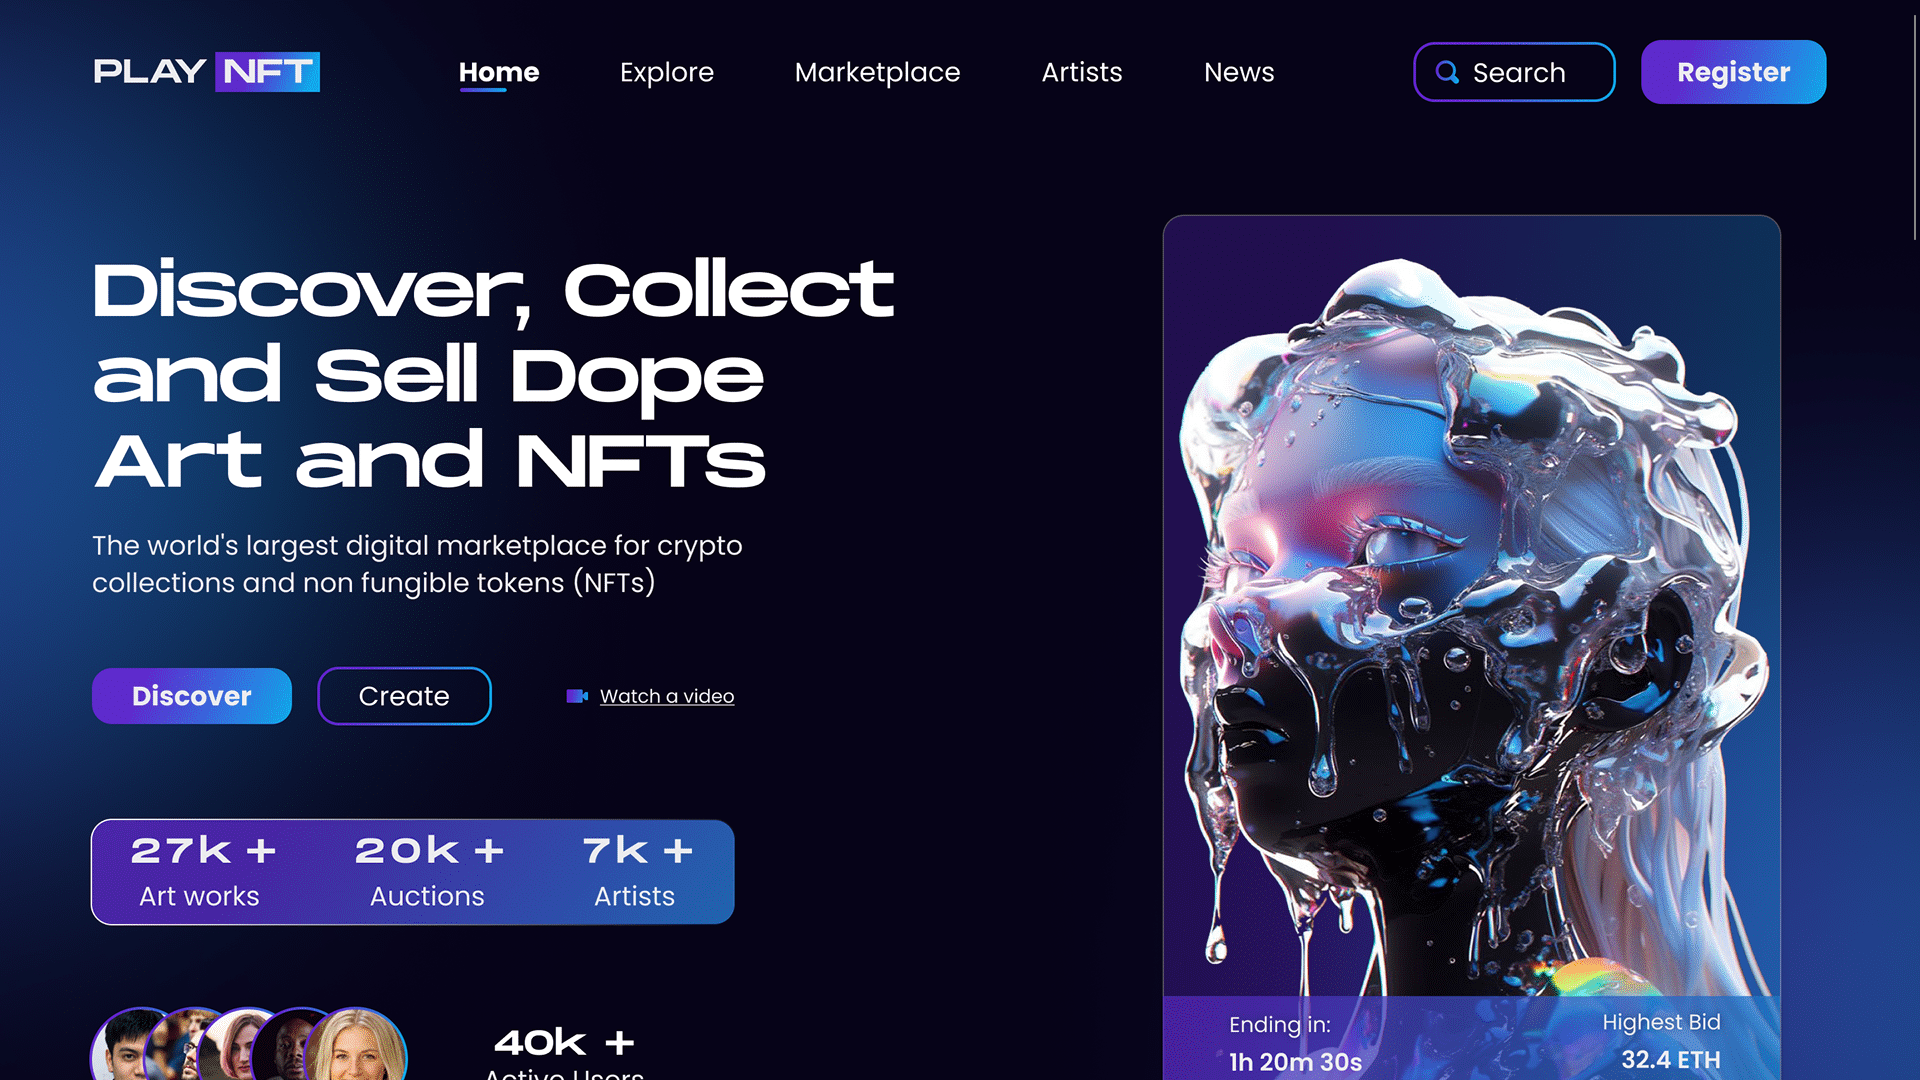 PLAY NFT
Home
Explore
Marketplace
Artists
News
Search
Register
Discover, Collect
and Sell Dope
Art and NFTs
The world's largest digital marketplace for crypto
collections and non fungible tokens (NFTs)
Discover
Create
Watch a video
27k +
Art works
20k +
Auctions
7k +
Artists
40k +
Active Users
Ending in:
1h 20m 30s
Highest Bid
32.4 ETH